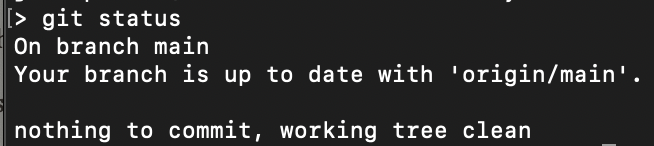 [> git status
On branch main
Your branch is up to date with 'origin/main'.
nothing to commit, working tree clean